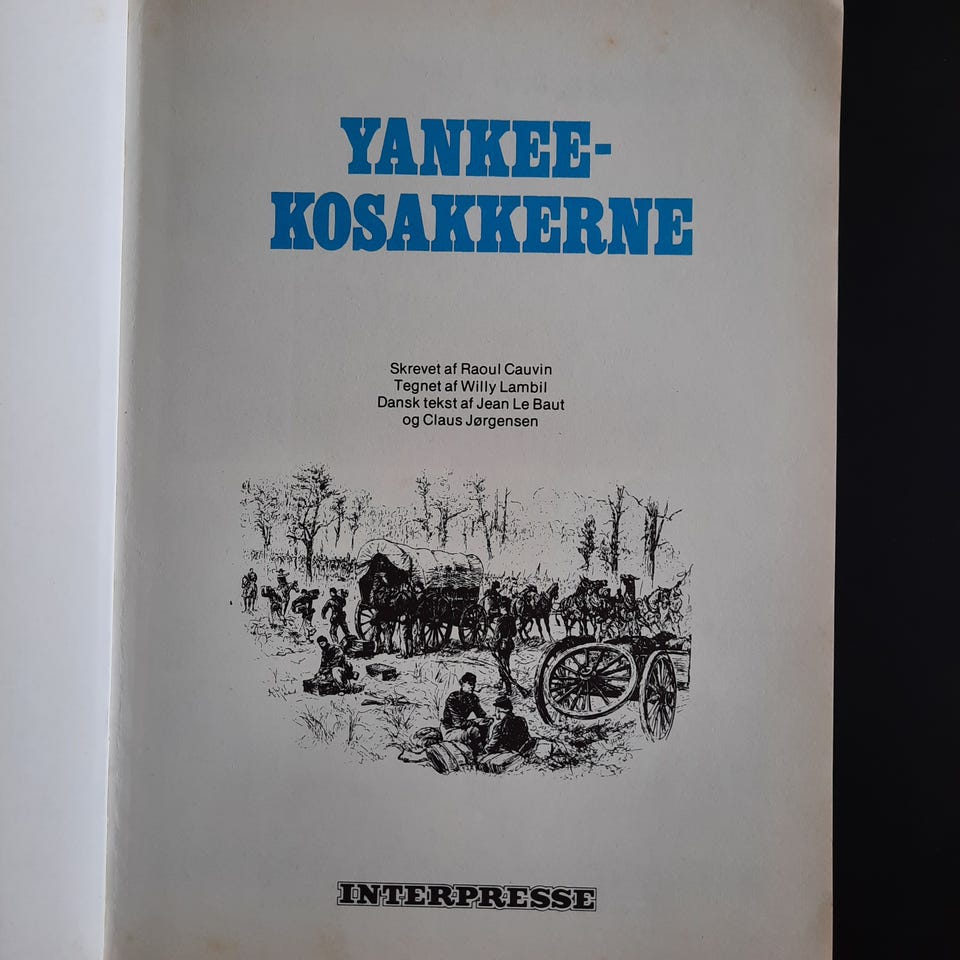 YANKEE-
KOSAKKERNE
Skrevet af Raoul Cauvin
Tegnet af Willy Lambil
Dansk tekst af Jean Le Baut
og Claus Jørgensen
INTERPRESSE